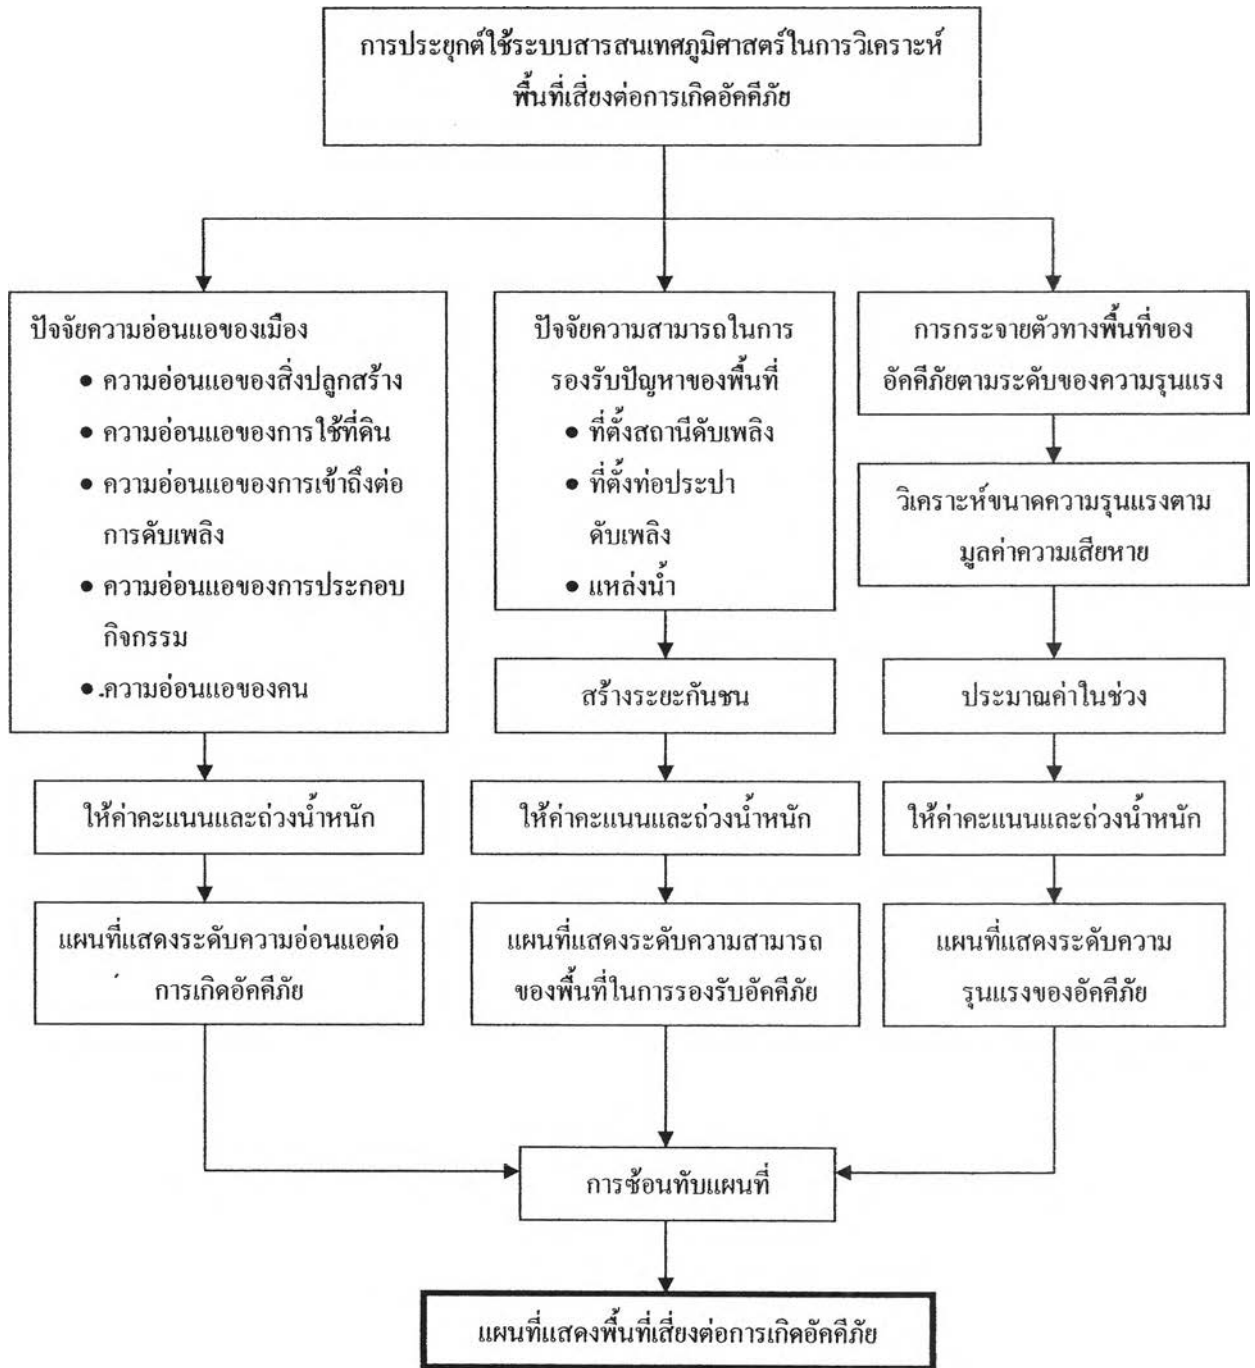 การประยุกต์ใช้ระบบสารสนเทศภูมิศาสตร์ในการวิเคราะห์
พื้นที่เสี่ยงต่อการเกิดอัคคีภัย
ปัจจัยความอ่อนแอของเมือง
● ความอ่อนแอของสิ่งปลูกสร้าง
● ความอ่อนแอของการใช้ที่ดิน
● ความอ่อนแอของการเข้าถึงต่อ
การดับเพลิง
● ความอ่อนแอของการประกอบ
กิจกรรม
● ความอ่อนแอของคน
ให้ค่าคะแนนและถ่วงน้ำหนัก
แผนที่แสดงระดับความอ่อนแอต่อ
การเกิดอัคคีภัย
ปัจจัยความสามารถในการ
รองรับปัญหาของพื้นที่
● ที่ตั้งสถานีดับเพลิง
● ที่ตั้งท่อประปา
ดับเพลิง
● แหล่งน้ำ
สร้างระยะกันชน
ให้ค่าคะแนนและถ่วงน้ำหนัก
แผนที่แสดงระดับความสามารถ
ของพื้นที่ในการรองรับอัคคีภัย
การกระจายตัวทางพื้นที่ของ
อัคคีภัยตามระดับของความรุนแรง
วิเคราะห์ขนาดความรุนแรงตาม
มูลค่าความเสียหาย
ประมาณค่าในช่วง
ให้ค่าคะแนนและถ่วงน้ำหนัก
แผนที่แสดงระดับความ
รุนแรงของอัคคีภัย
การซ้อนทับแผนที่
แผนที่แสดงพื้นที่เสี่ยงต่อการเกิดอัคคีภัย